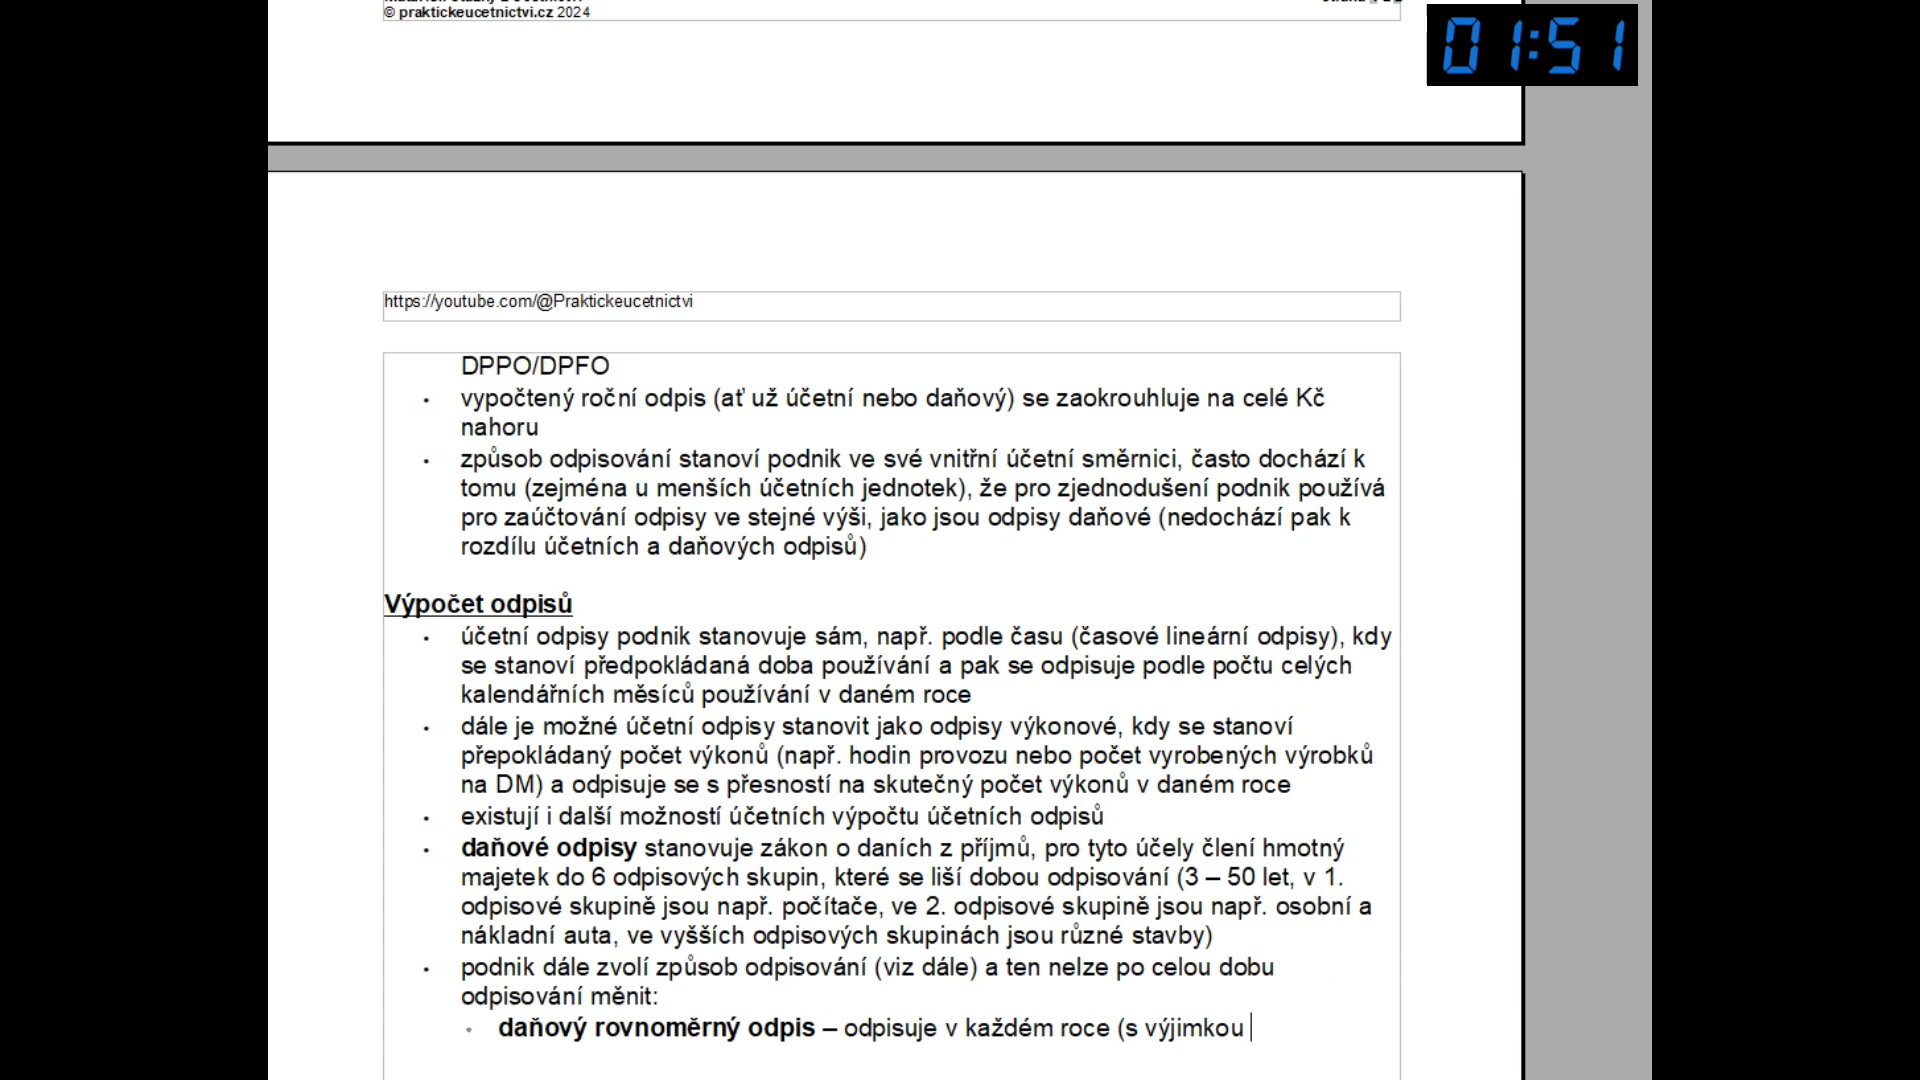 © praktickeucetnictvi.cz 2024
01:51
https://youtube.com/@Praktickeucetnictvi
DPPO/DPFO
• vypočtený roční odpis (ať už účetní nebo daňový) se zaokrouhluje na celé Kč
nahoru
• způsob odpisování stanoví podnik ve své vnitřní účetní směrnici, často dochází k
tomu (zejména u menších účetních jednotek), že pro zjednodušení podnik používá
pro zaúčtování odpisy ve stejné výši, jako jsou odpisy daňové (nedochází pak k
rozdílu účetních a daňových odpisů)
Výpočet odpisů
• účetní odpisy podnik stanovuje sám, např. podle času (časové lineární odpisy), kdy
se stanoví předpokládaná doba používání a pak se odpisuje podle počtu celých
kalendářních měsíců používání v daném roce
• dále je možné účetní odpisy stanovit jako odpisy výkonové, kdy se stanoví
přepokládaný počet výkonů (např. hodin provozu nebo počet vyrobených výrobků
na DM) a odpisuje se s přesností na skutečný počet výkonů v daném roce
• existují i další možností účetních výpočtu účetních odpisů
• daňové odpisy stanovuje zákon o daních z příjmů, pro tyto účely člení hmotný
majetek do 6 odpisových skupin, které se liší dobou odpisování (3 – 50 let, v 1.
odpisové skupině jsou např. počítače, ve 2. odpisové skupině jsou např. osobní a
nákladní auta, ve vyšších odpisových skupinách jsou různé stavby)
• podnik dále zvolí způsob odpisování (viz dále) a ten nelze po celou dobu
odpisování měnit:
◦ daňový rovnoměrný odpis – odpisuje v každém roce (s výjimkou